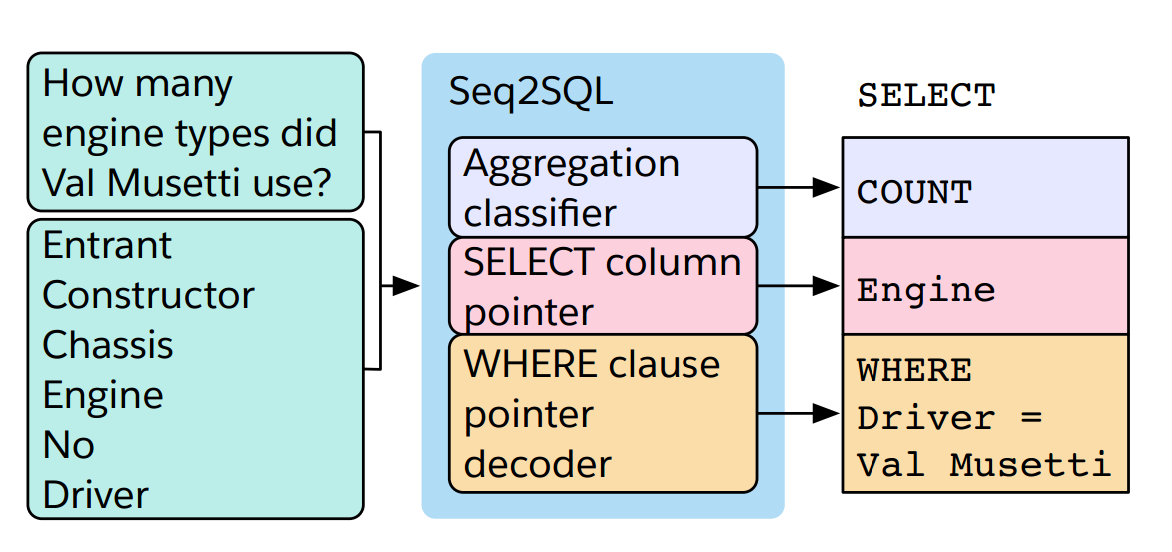 How many
engine types did
Val Musetti use?
Entrant
Constructor
Chassis
Engine
No
Driver
Seq2SQL
Aggregation
classifier
SELECT column
pointer
WHERE clause
pointer
decoder
SELECT
COUNT
Engine
WHERE
Driver =
Val Musetti